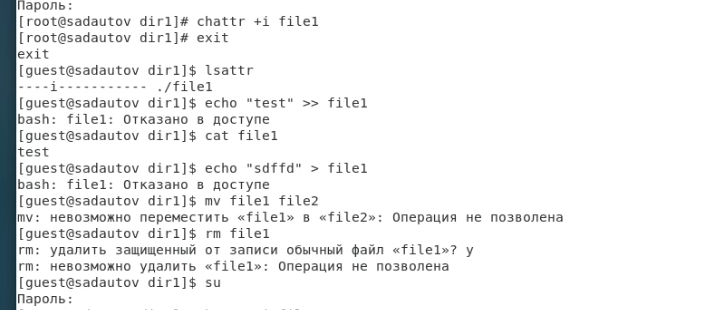 Пароль:
[root@sadautov dir1]# chattr +i file1
[root@sadautov dir1]# exit
exit
[guest@sadautov dir1]$ lsattr
----i----------- ./file1
[guest@sadautov dir1]$ echo "test" >> file1
bash: file1: Отказано в доступе
[guest@sadautov dir1]$ cat file1
test
[guest@sadautov dir1]$ echo "sdffd" > file1
bash: file1: Отказано в доступе
[guest@sadautov dir1]$ mv file1 file2
mv: невозможно переместить «file1» в «file2»: Операция не позволена
[guest@sadautov dir1]$ rm file1
rm: удалить защищенный от записи обычный файл «file1»? y
rm: невозможно удалить «file1»: Операция не позволена
[guest@sadautov dir1]$ su
Пароль: